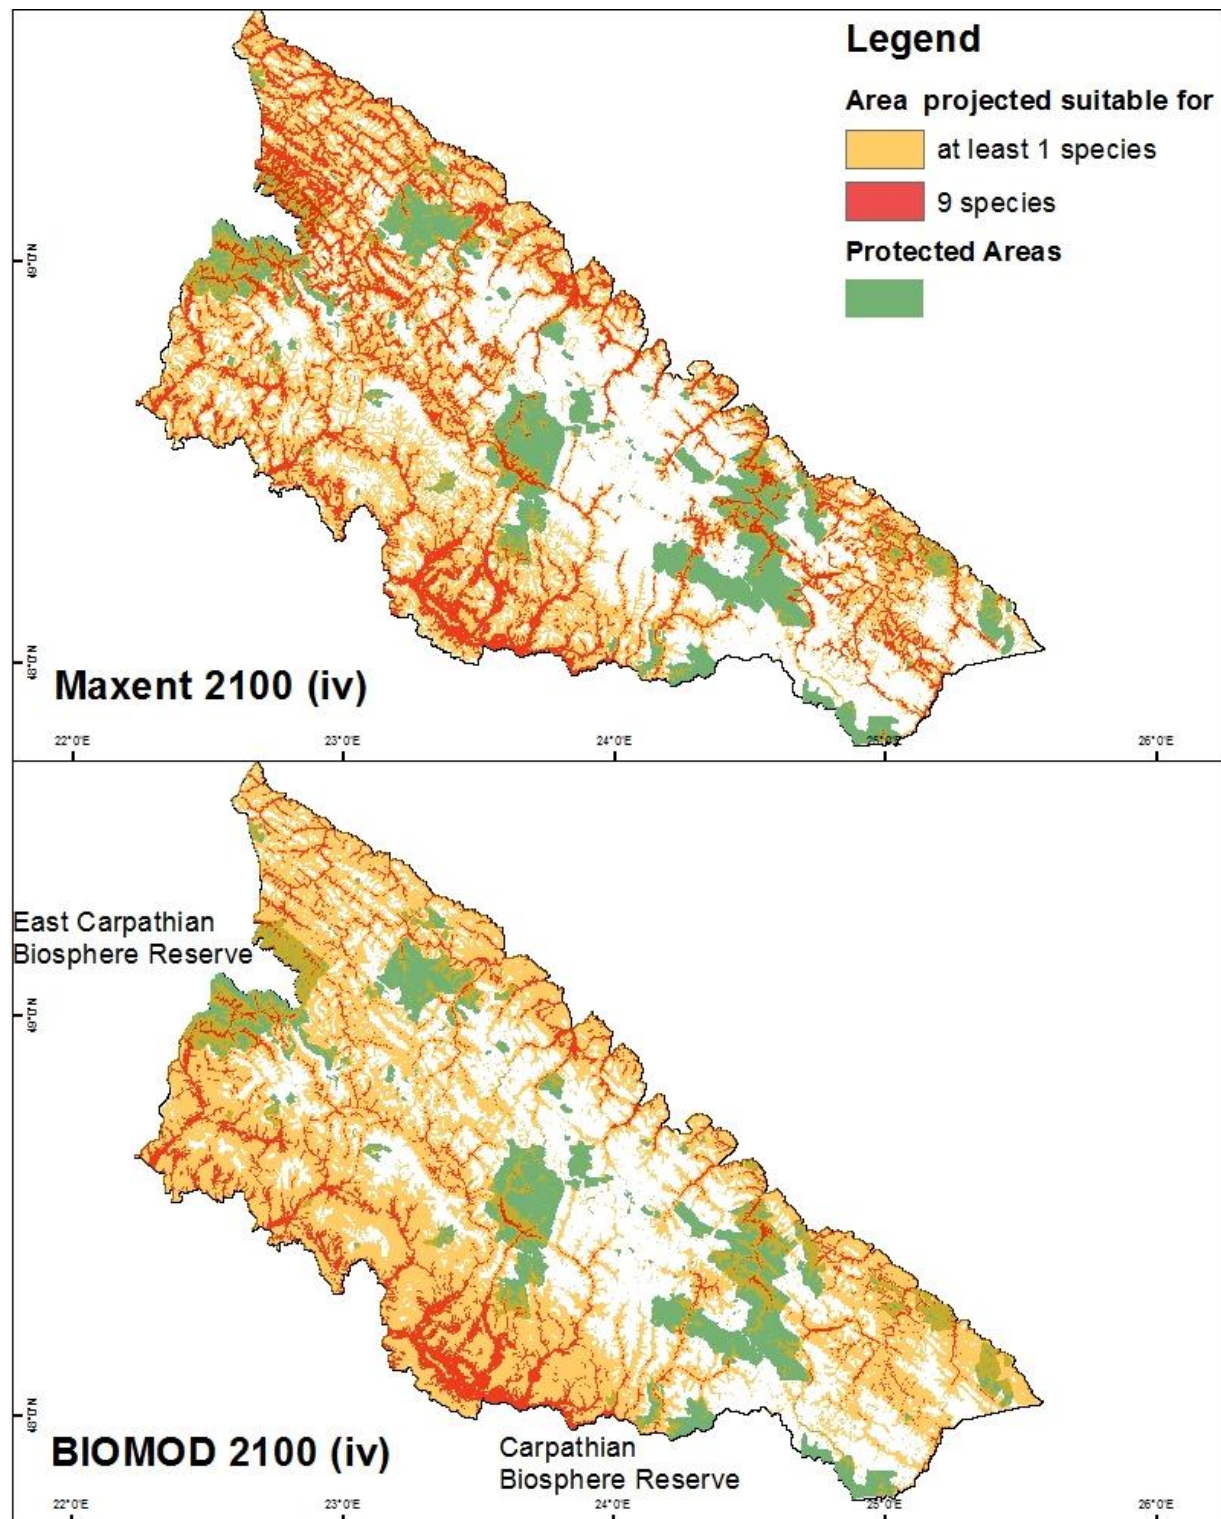 Legend
Area projected suitable for
at least 1 species
9 species
Protected Areas
Maxent 2100 (iv)
22°0'E
23°0'E
24°0'E
25°0'E
26°0'E
East Carpathian
Biosphere Reserve
BIOMOD 2100 (iv)
Carpathian
Biosphere Reserve
22°0'E
23°0'E
24°0'E
25°0'E
26°0'E